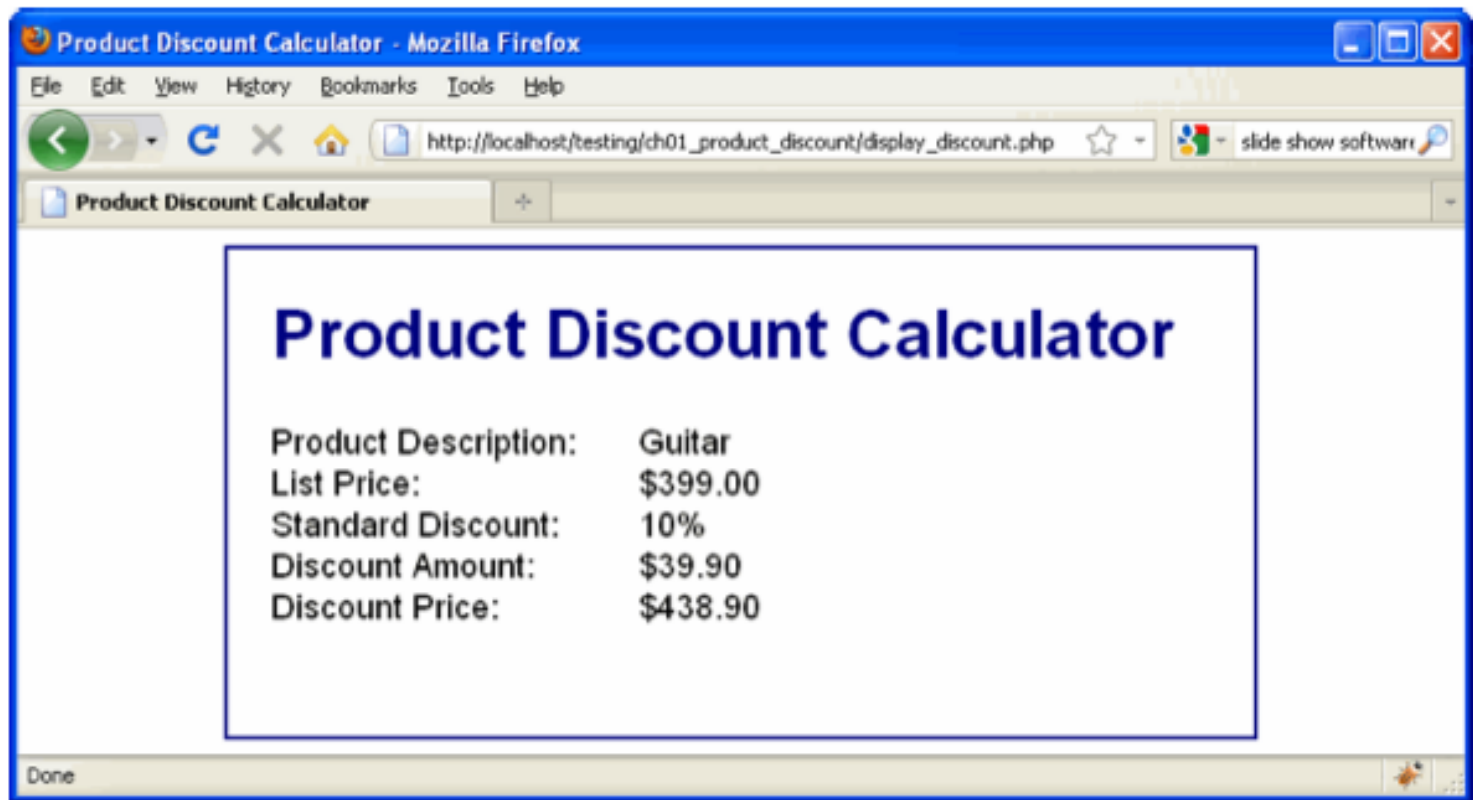 Product Discount Calculator - Mozilla Firefox
File Edit View History Bookmarks Tools Help
http://localhost/testing/ch01_product_discount/display_discount.php slide show software
Product Discount Calculator
Product Discount Calculator
Product Description: Guitar
List Price: $399.00
Standard Discount: 10%
Discount Amount: $39.90
Discount Price: $438.90
Done